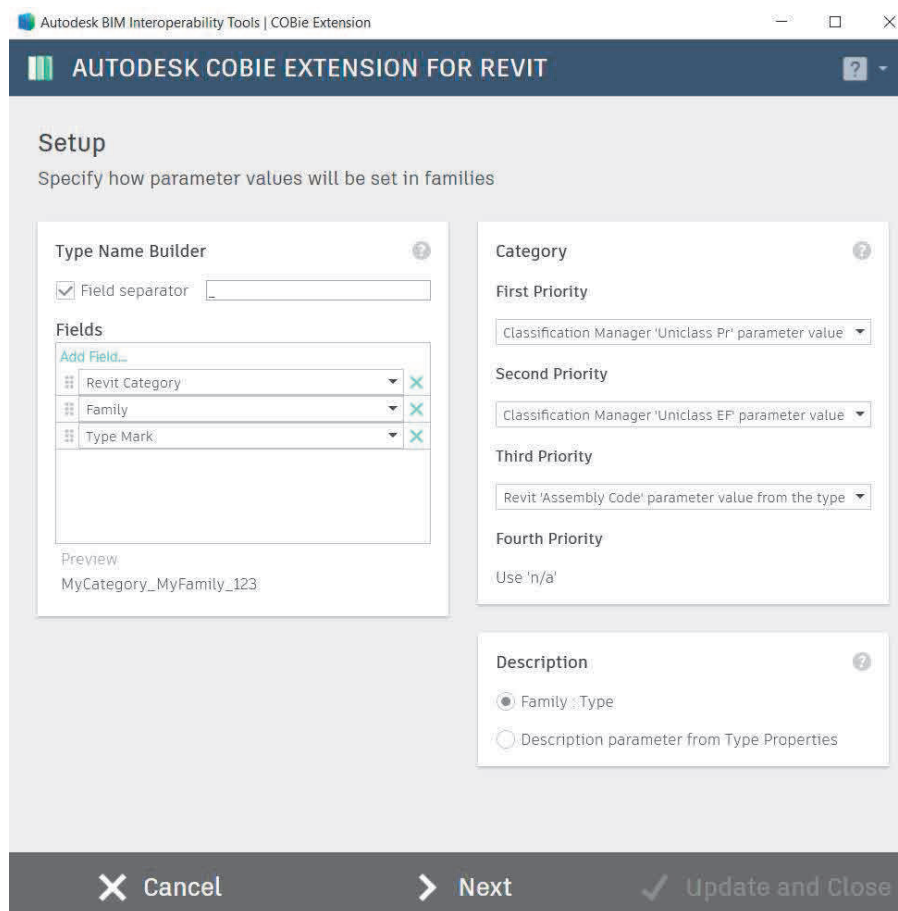 Autodesk BIM Interoperability Tools | COBie Extension
AUTODESK COBIE EXTENSION FOR REVIT
Setup
Specify how parameter values will be set in families
Type Name Builder
Field separator _
Fields
Add Field...
Revit Category
Family
Type Mark
Preview
MyCategory_MyFamily_123
Category
First Priority
Classification Manager 'Uniclass Pr' parameter value
Second Priority
Classification Manager 'Uniclass EF' parameter value
Third Priority
Revit 'Assembly Code' parameter value from the type
Fourth Priority
Use 'n/a'
Description
Family : Type
Description parameter from Type Properties
Cancel
Next
Update and Close